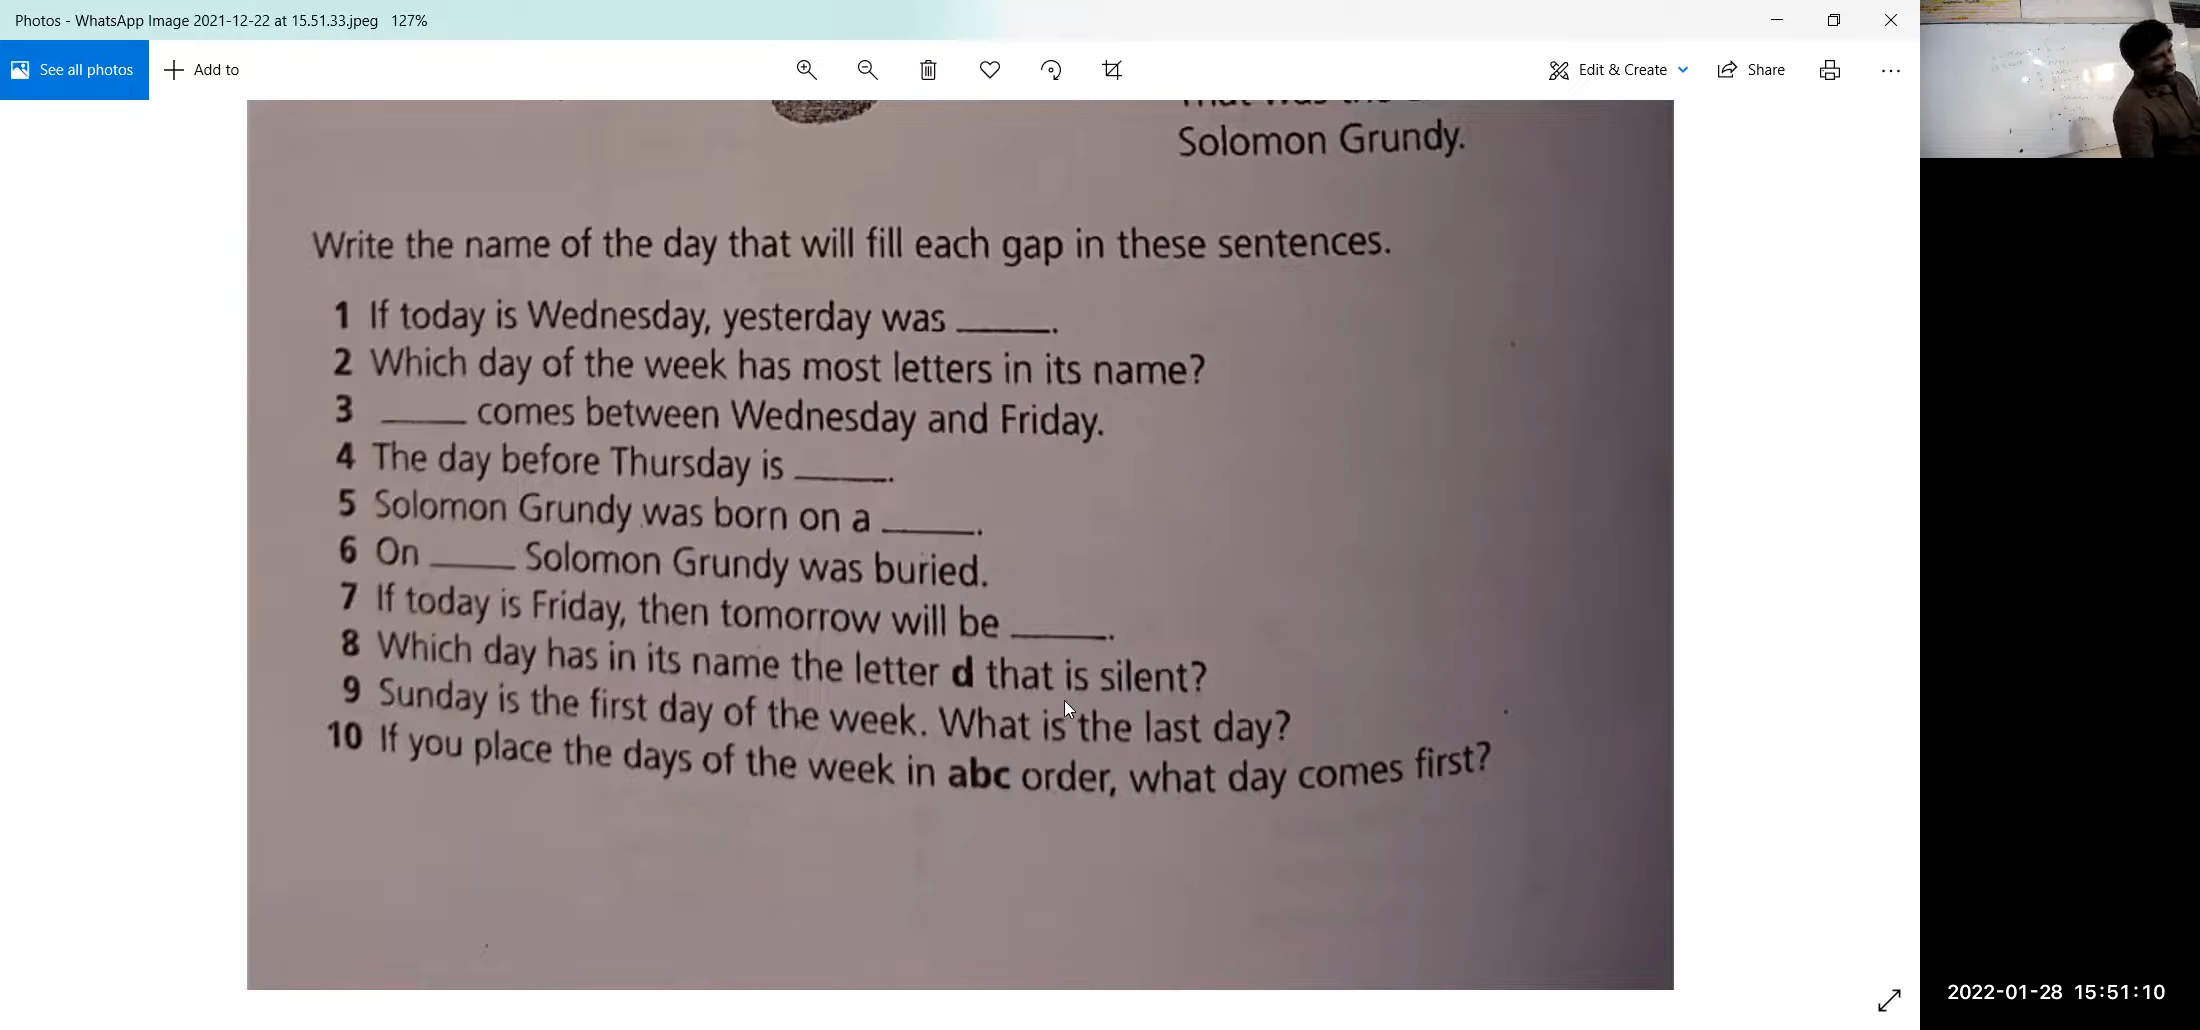 Photos - WhatsApp Image 2021-12-22 at 15.51.33.jpeg 127%
See all photos
Add to
Edit & Create
Share
Solomon Grundy.
Write the name of the day that will fill each gap in these sentences.
1 If today is Wednesday, yesterday was _____.
2 Which day of the week has most letters in its name?
3 _____ comes between Wednesday and Friday.
4 The day before Thursday is _____.
5 Solomon Grundy was born on a _____.
6 On _____ Solomon Grundy was buried.
7 If today is Friday, then tomorrow will be _____.
8 Which day has in its name the letter d that is silent?
9 Sunday is the first day of the week. What is the last day?
10 If you place the days of the week in abc order, what day comes first?
2022-01-28 15:51:10